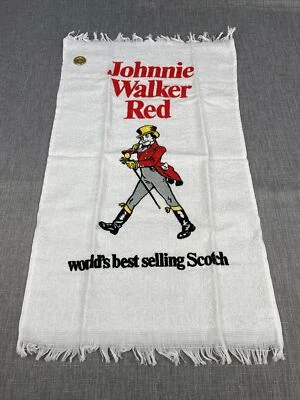 Johnnie
Walker
Red
world's best selling Scotch